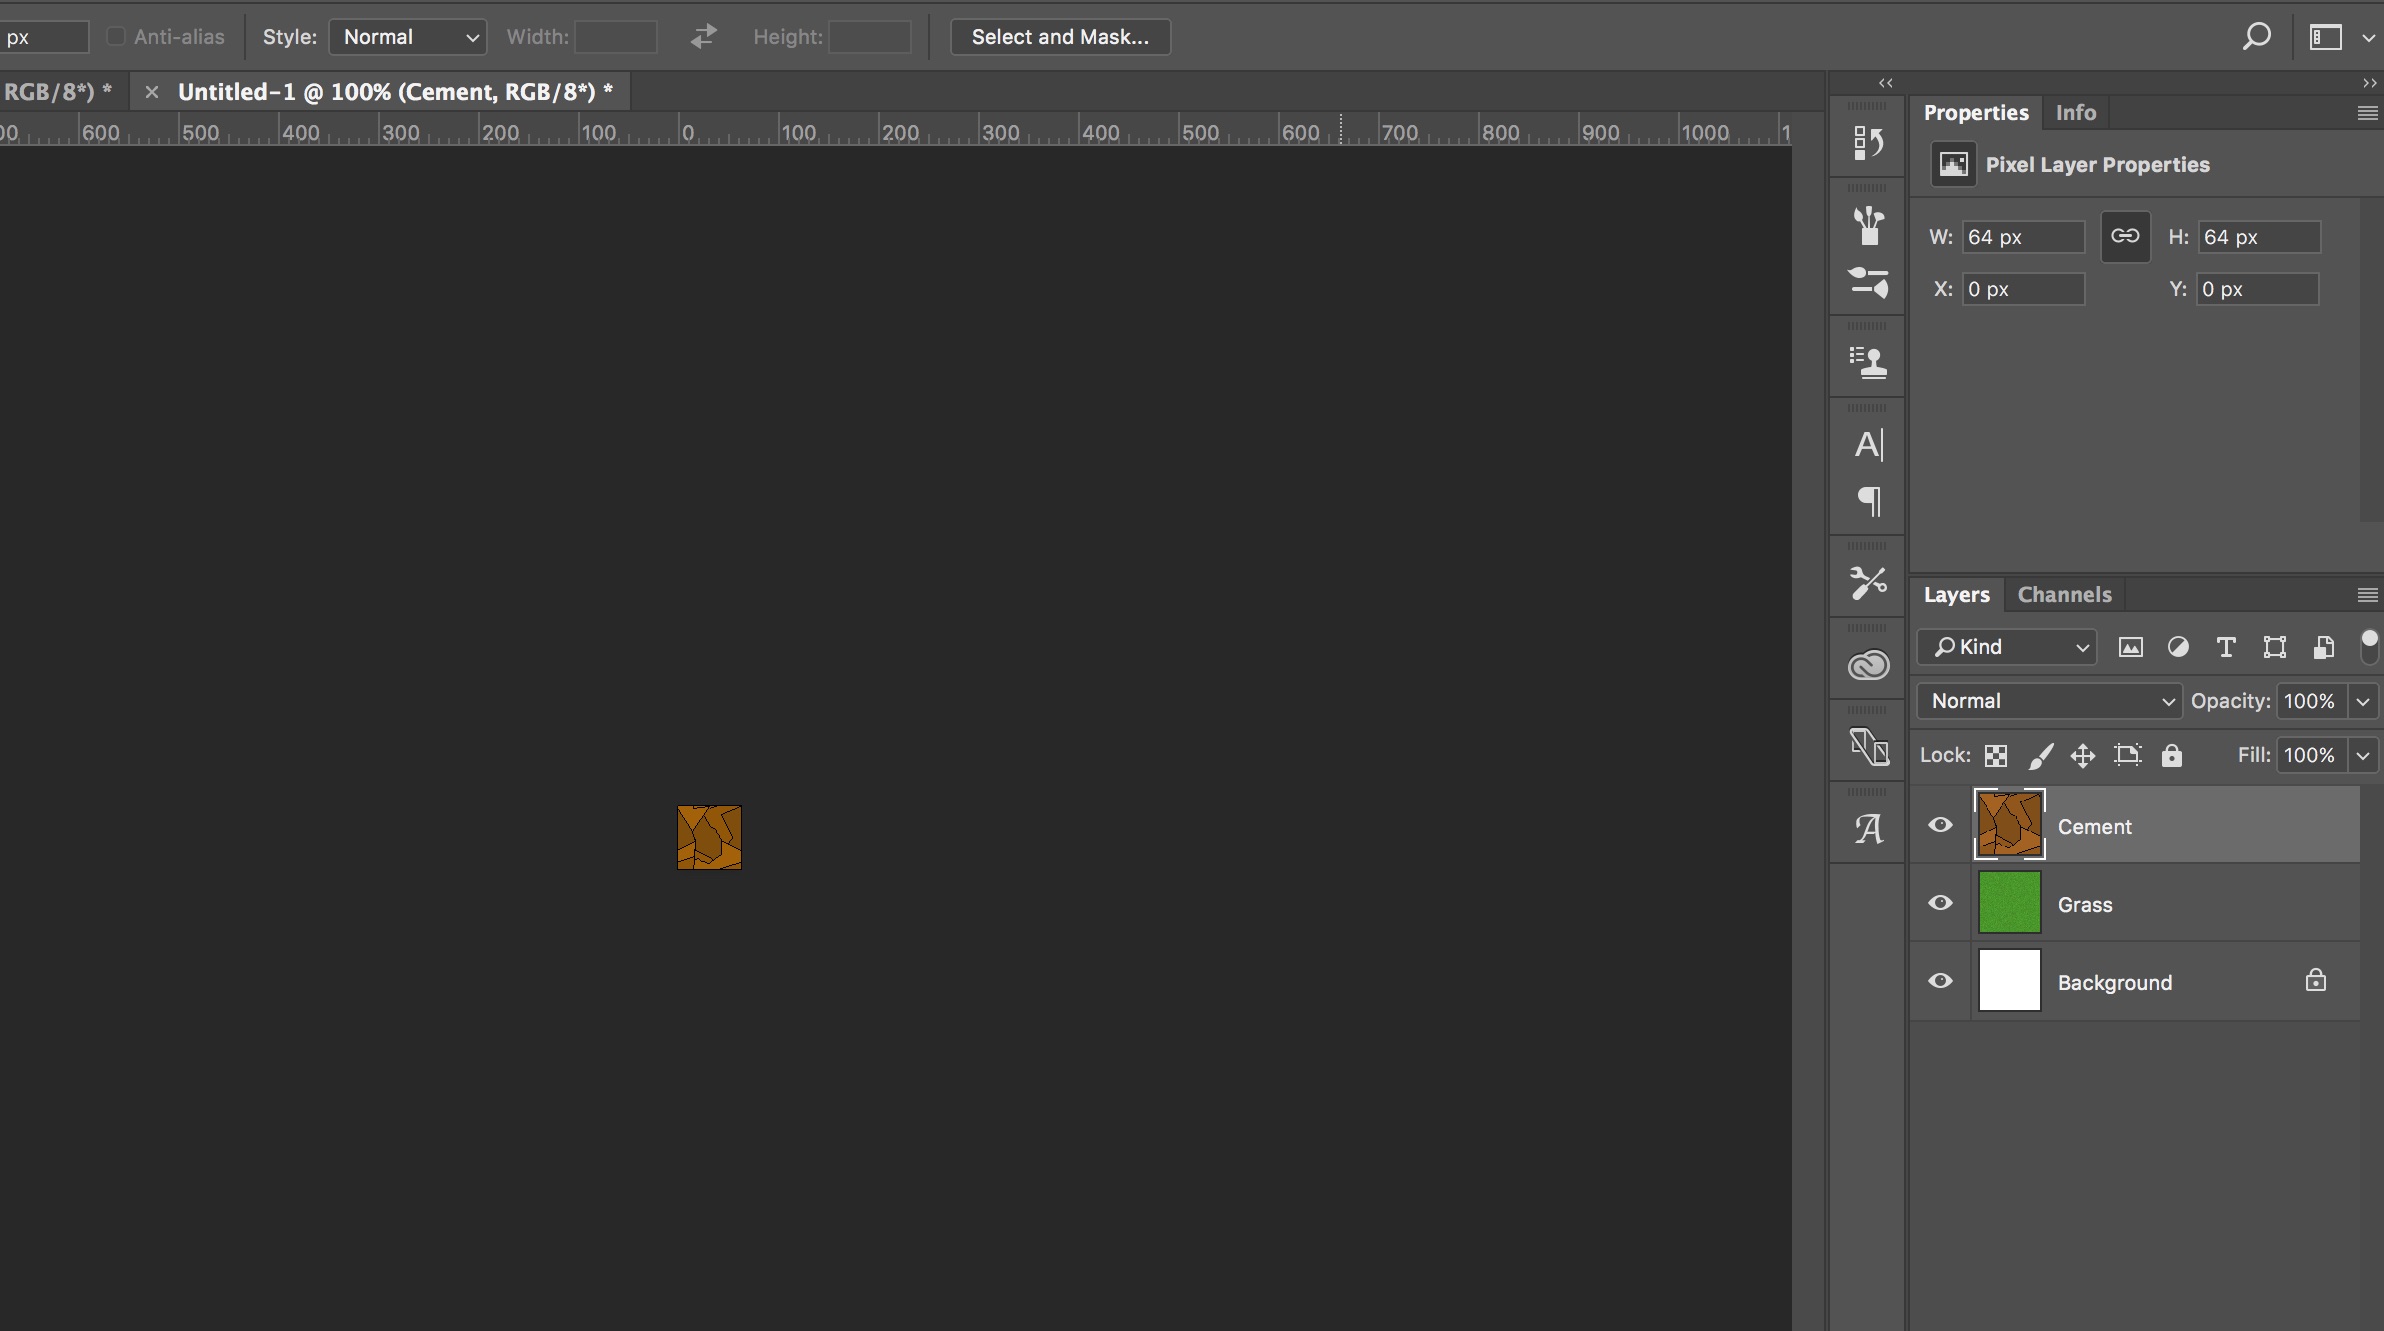 px
Anti-alias
Style: Normal
Width:
Height:
Select and Mask...
RGB/8*) *
× Untitled-1 @ 100% (Cement, RGB/8*) *
00 600 500 400 300 200 100 0 100 200 300 400 500 600 700 800 900 1000 1
Properties Info
Pixel Layer Properties
W: 64 px H: 64 px
X: 0 px Y: 0 px
Layers Channels
Kind
Normal Opacity: 100%
Lock: Fill: 100%
Cement
Grass
Background